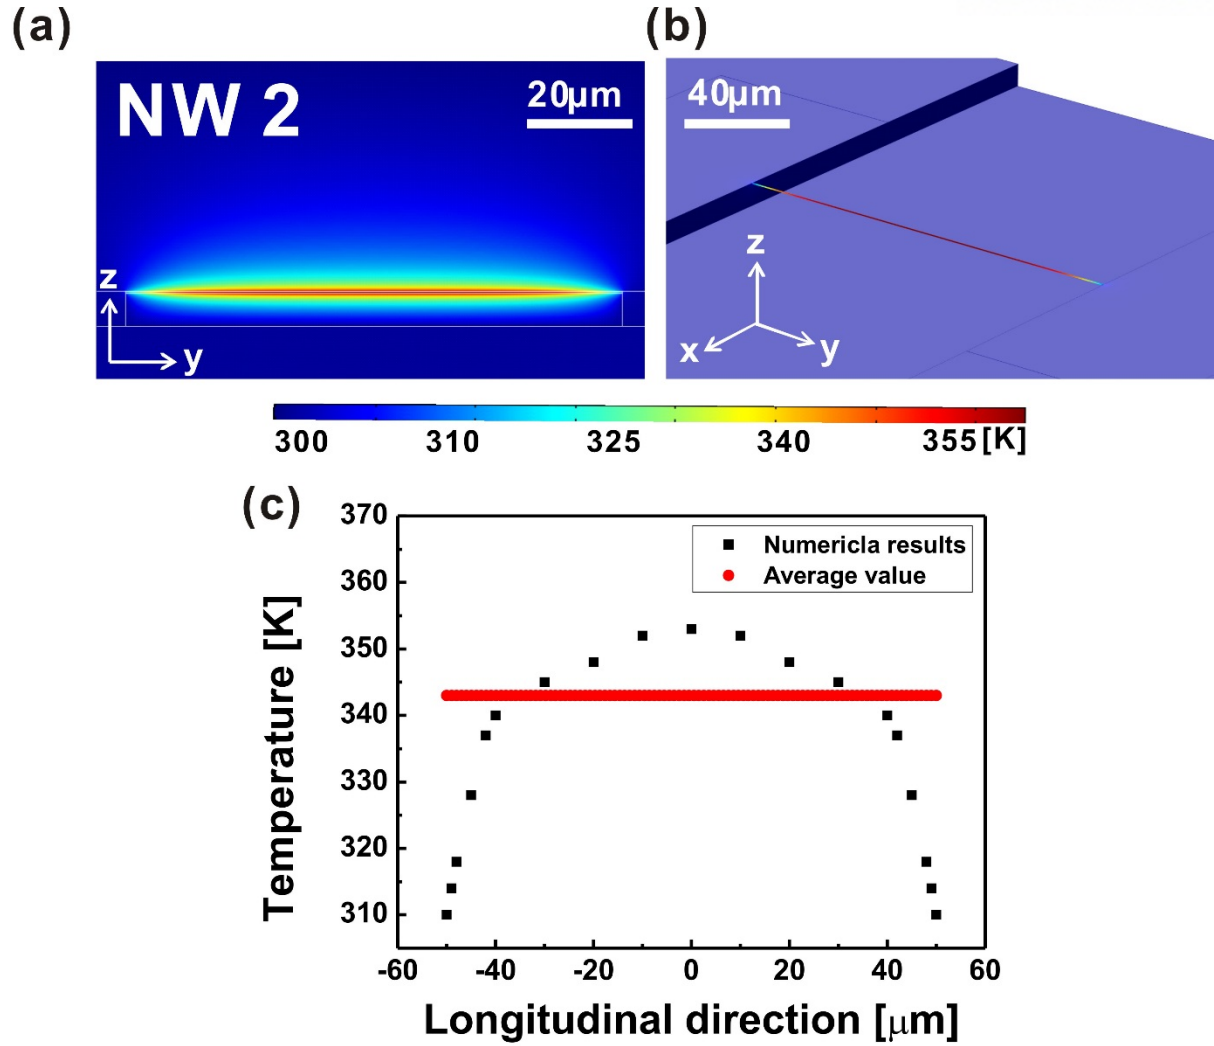 (a)
(b)
NW 2
20μm
40μm
z
y
z
x
y
300 310 325 340 355 [K]
(c)
370
360
350
340
330
320
310
Temperature [K]
Numericla results
Average value
-60 -40 -20 0 20 40 60
Longitudinal direction [μm]